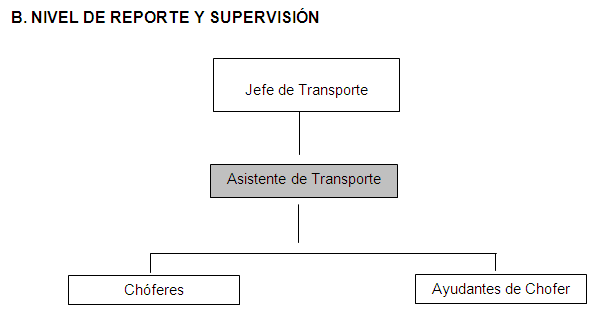 B. NIVEL DE REPORTE Y SUPERVISIÓN
Jefe de Transporte
Asistente de Transporte
Chóferes
Ayudantes de Chofer